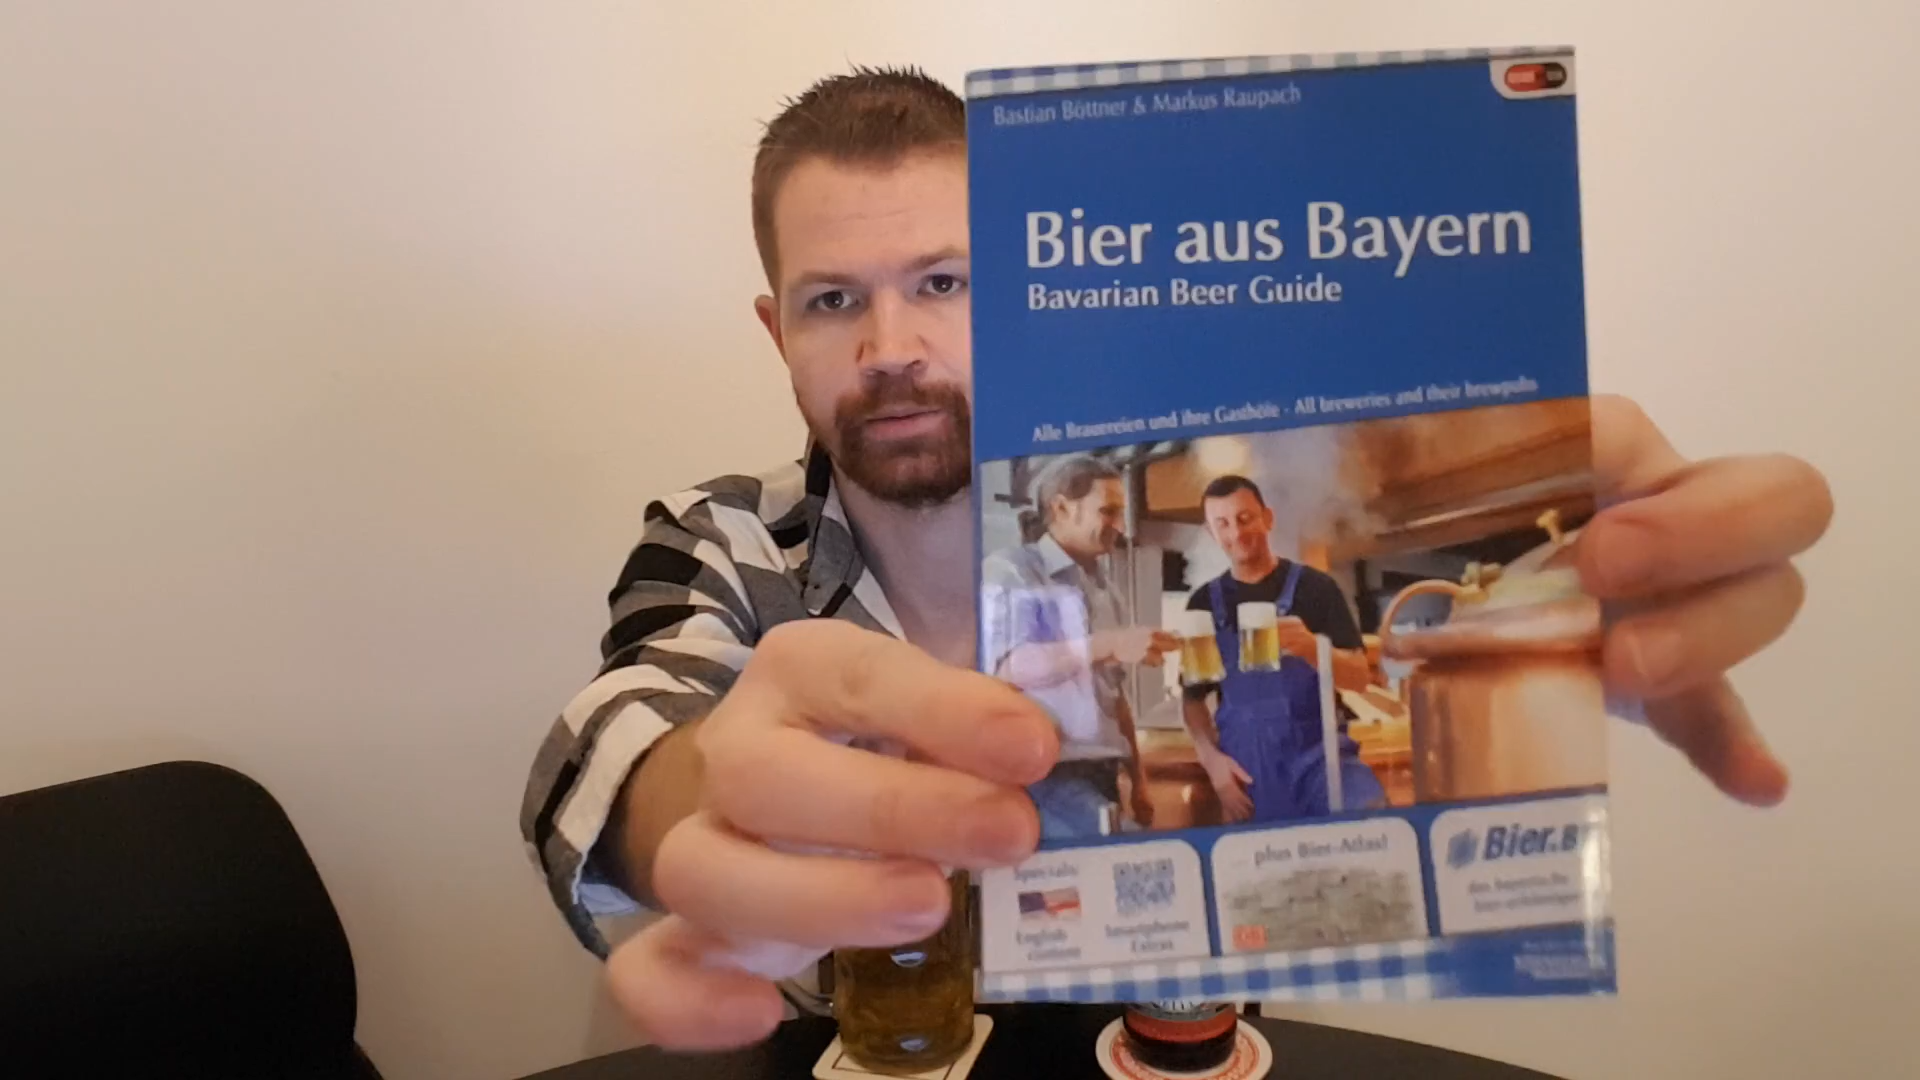 Bastian Böttner & Markus Raupach
Bier aus Bayern
Bavarian Beer Guide
Alle Brauereien und ihre Gasthöfe - All breweries and their brewpubs
Specials:
English
Smartphone
Extras
plus Bier-Atlas!
Bier.B